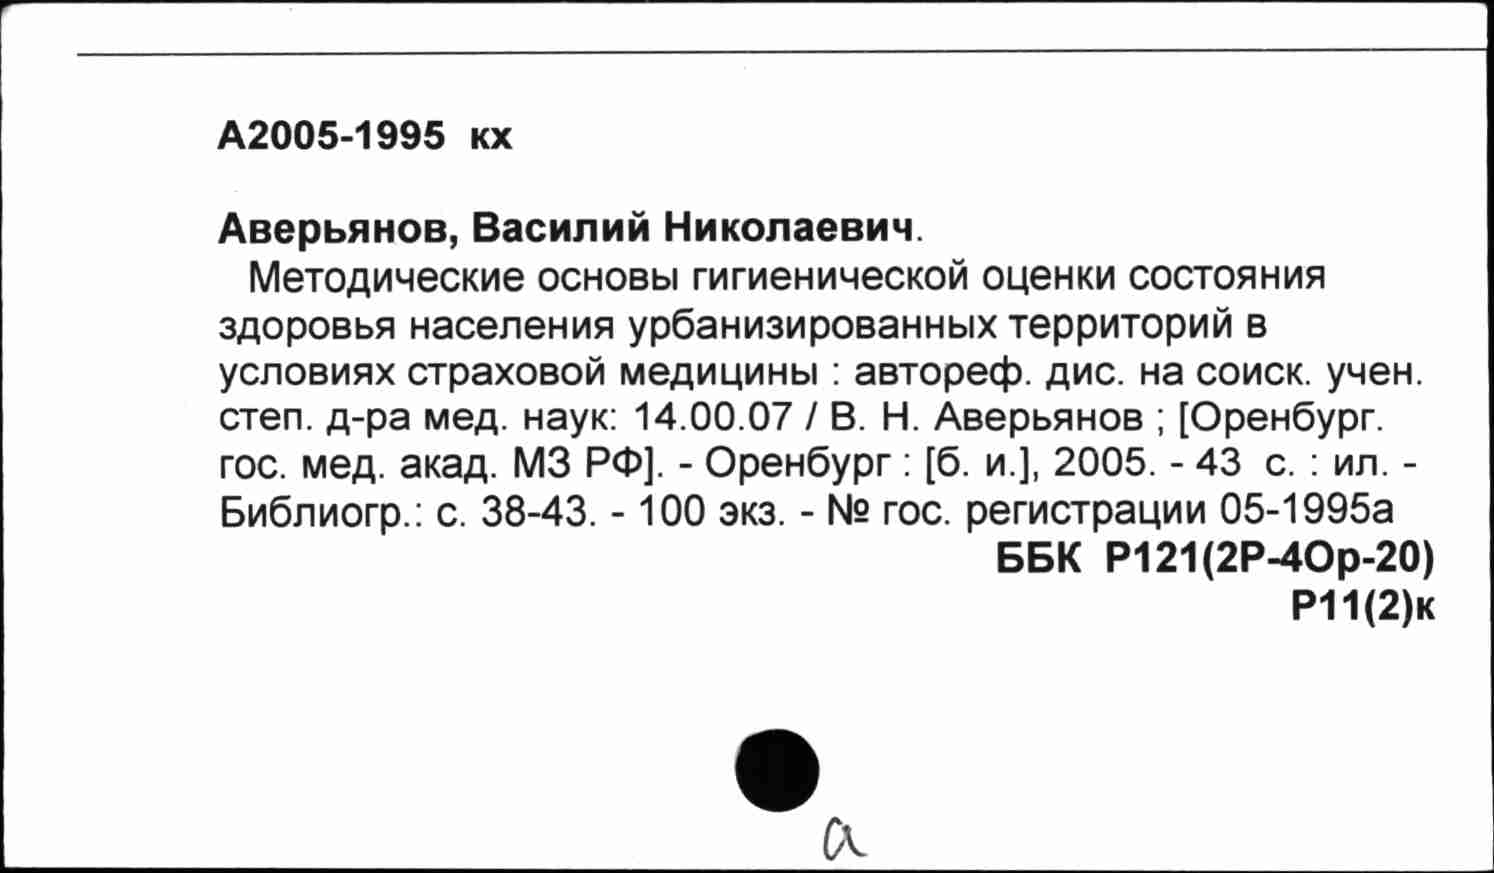 А2005-1995 кх
Аверьянов, Василий Николаевич.
Методические основы гигиенической оценки состояния
здоровья населения урбанизированных территорий в
условиях страховой медицины : автореф. дис. на соиск. учен.
степ. д-ра мед. наук: 14.00.07 / В. Н. Аверьянов ; [Оренбург.
гос. мед. акад. МЗ РФ]. - Оренбург : [б. и.], 2005. - 43 с. : ил. -
Библиогр.: с. 38-43. - 100 экз. - № гос. регистрации 05-1995а
ББК Р121(2Р-4Ор-20)
Р11(2)к
а